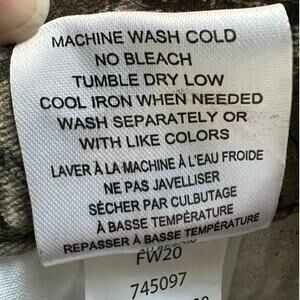 MACHINE WASH COLD
NO BLEACH
TUMBLE DRY LOW
COOL IRON WHEN NEEDED
WASH SEPARATELY OR
WITH LIKE COLORS
LAVER À LA MACHINE À L'EAU FROIDE
NE PAS JAVELLISER
SÉCHER PAR CULBUTAGE
À BASSE TEMPÉRATURE
REPASSER À BASSE TEMPÉRATURE
FW20
745097